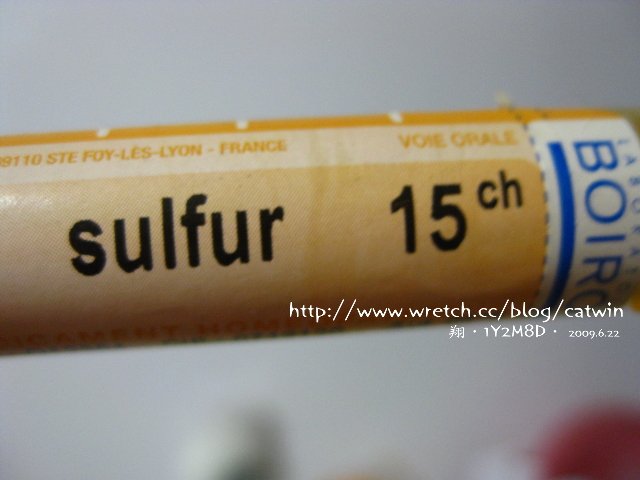 69110 STE FOY-LÈS-LYON - FRANCE
VOIE ORALE
sulfur 15 ch
BOIRO
http://www.wretch.cc/blog/catwin
翔 · 1Y2M8D · 2009.6.22